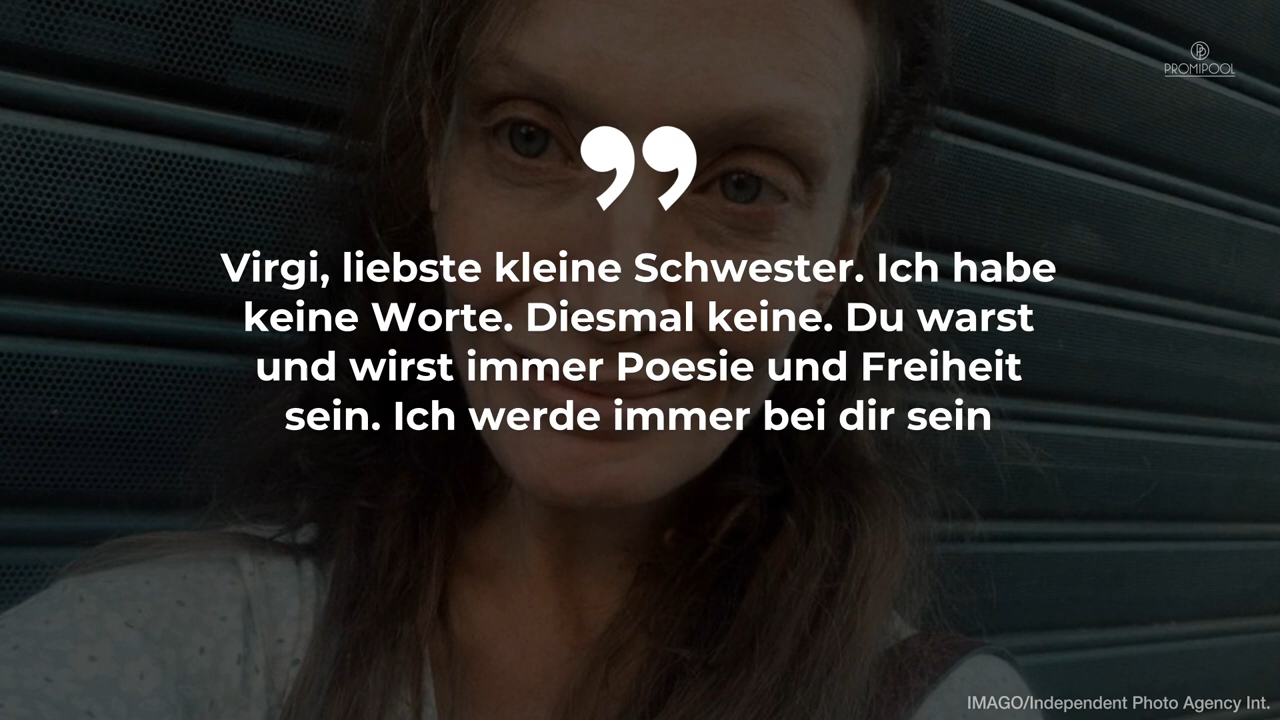 PROMIPOOL
Virgi, liebste kleine Schwester. Ich habe
keine Worte. Diesmal keine. Du warst
und wirst immer Poesie und Freiheit
sein. Ich werde immer bei dir sein
IMAGO/Independent Photo Agency Int.